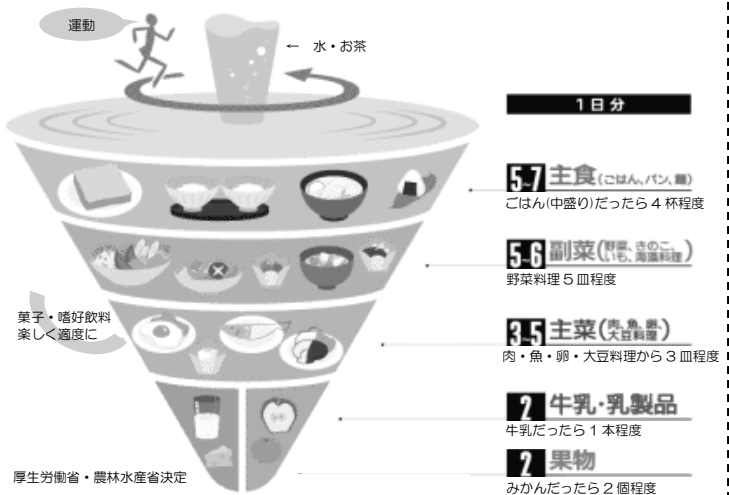 運動
← 水・お茶
1日分
5~7 主食(ごはん、パン、麺)
ごはん(中盛り)だったら4杯程度
5~6 副菜(野菜、きのこ、いも、海藻料理)
野菜料理5皿程度
菓子・嗜好飲料
楽しく適度に
3~5 主菜(肉、魚、卵、大豆料理)
肉・魚・卵・大豆料理から3皿程度
2 牛乳・乳製品
牛乳だったら1本程度
2 果物
みかんだったら2個程度
厚生労働省・農林水産省決定